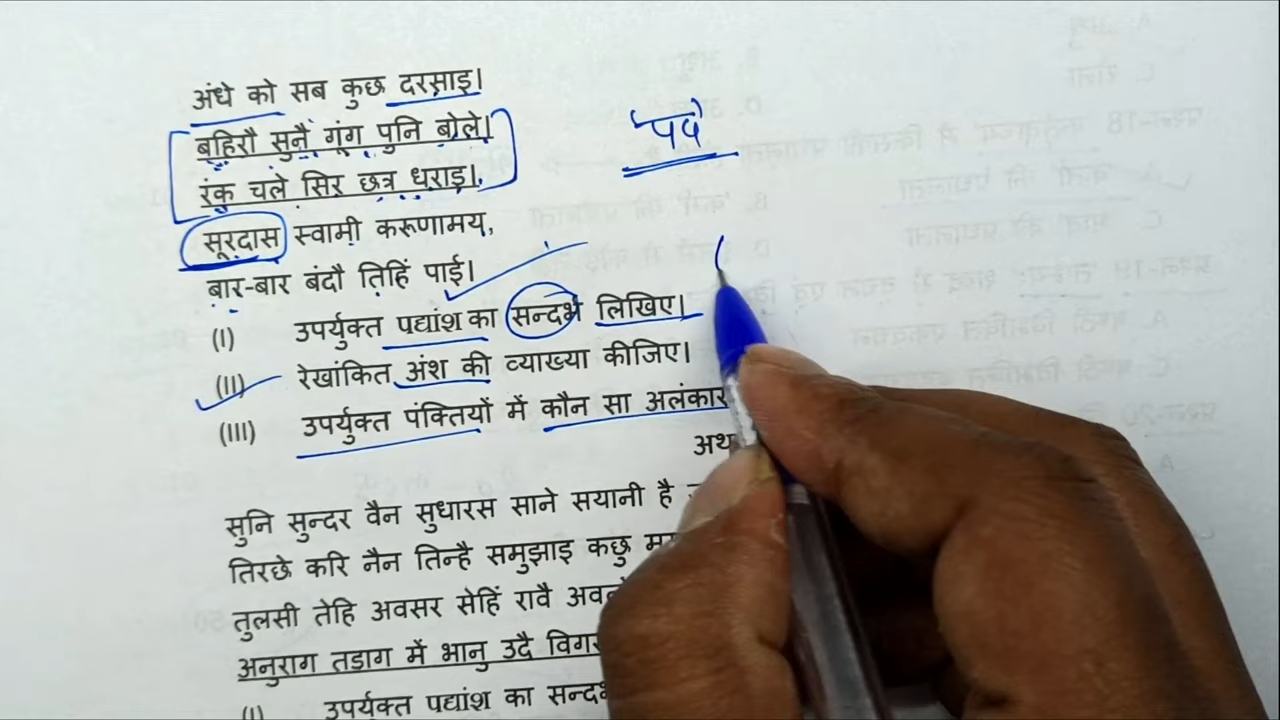 अंधे को सब कुछ दरसाइ।
बहिरौ सुनै गूंग पुनि बोले।
रंकु चले सिर छत्र धराइ।
सूरदास स्वामी करूणामय,
बार-बार बंदौ तिहिं पाई।
पद
(I) उपर्युक्त पद्यांश का सन्दर्भ लिखिए।
(II) रेखांकित अंश की व्याख्या कीजिए।
(III) उपर्युक्त पंक्तियों में कौन सा अलंकार
सुनि सुन्दर वैन सुधारस साने सयानी है
तिरछे करि नैन तिन्है समुझाइ कछु
तुलसी तेहि अवसर सेहिं रावै
अनुराग तडाग में भानु उदै
(I) उपर्युक्त पद्यांश का